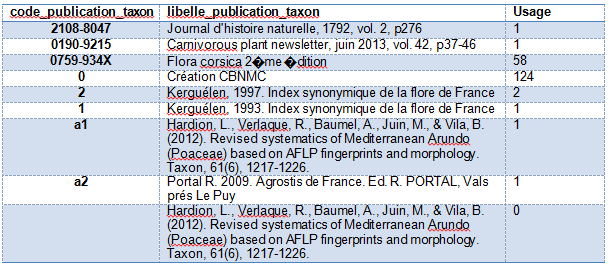 code_publication_taxon libelle_publication_taxon Usage
2108-8047 Journal d'histoire naturelle, 1792, vol. 2, p276 1
0190-9215 Carnivorous plant newsletter, juin 2013, vol. 42, p37-46 1
0759-934X Flora corsica 2�me �dition 58
0 Création CBNMC 124
2 Kerguélen, 1997. Index synonymique de la flore de France 2
1 Kerguélen, 1993. Index synonymique de la flore de France 1
a1 Hardion, L., Verlaque, R., Baumel, A., Juin, M., & Vila, B. 1
(2012). Revised systematics of Mediterranean Arundo
(Poaceae) based on AFLP fingerprints and morphology.
Taxon, 61(6), 1217-1226.
a2 Portal R. 2009. Agrostis de France. Ed. R. PORTAL, Vals 1
prés Le Puy
Hardion, L., Verlaque, R., Baumel, A., Juin, M., & Vila, B. 0
(2012). Revised systematics of Mediterranean Arundo
(Poaceae) based on AFLP fingerprints and morphology.
Taxon, 61(6), 1217-1226.